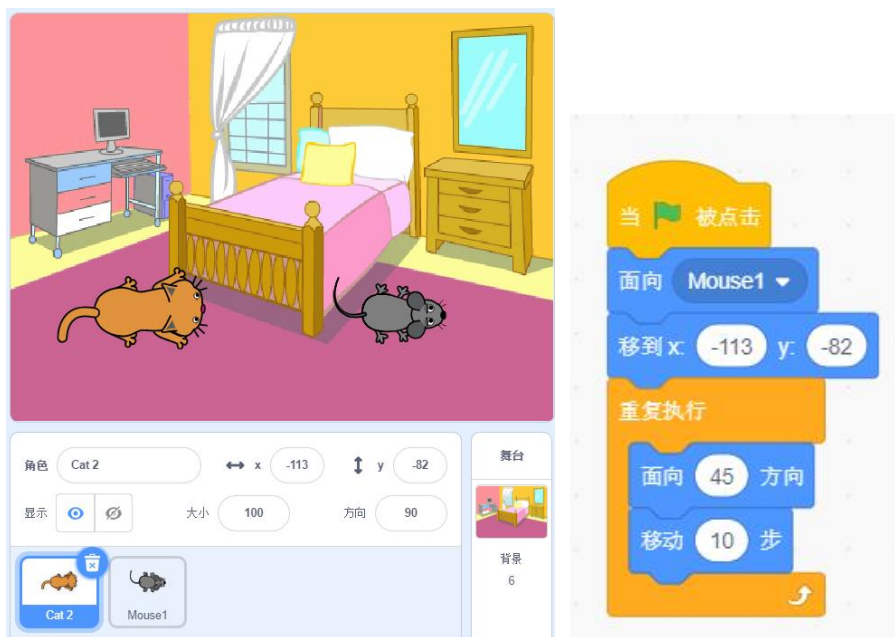 角色 Cat 2 x -113 y -82
显示 大小 100 方向 90
Cat 2 Mouse1
舞台
背景
6
当 被点击
面向 Mouse1
移到 x: -113 y: -82
重复执行
面向 45 方向
移动 10 步